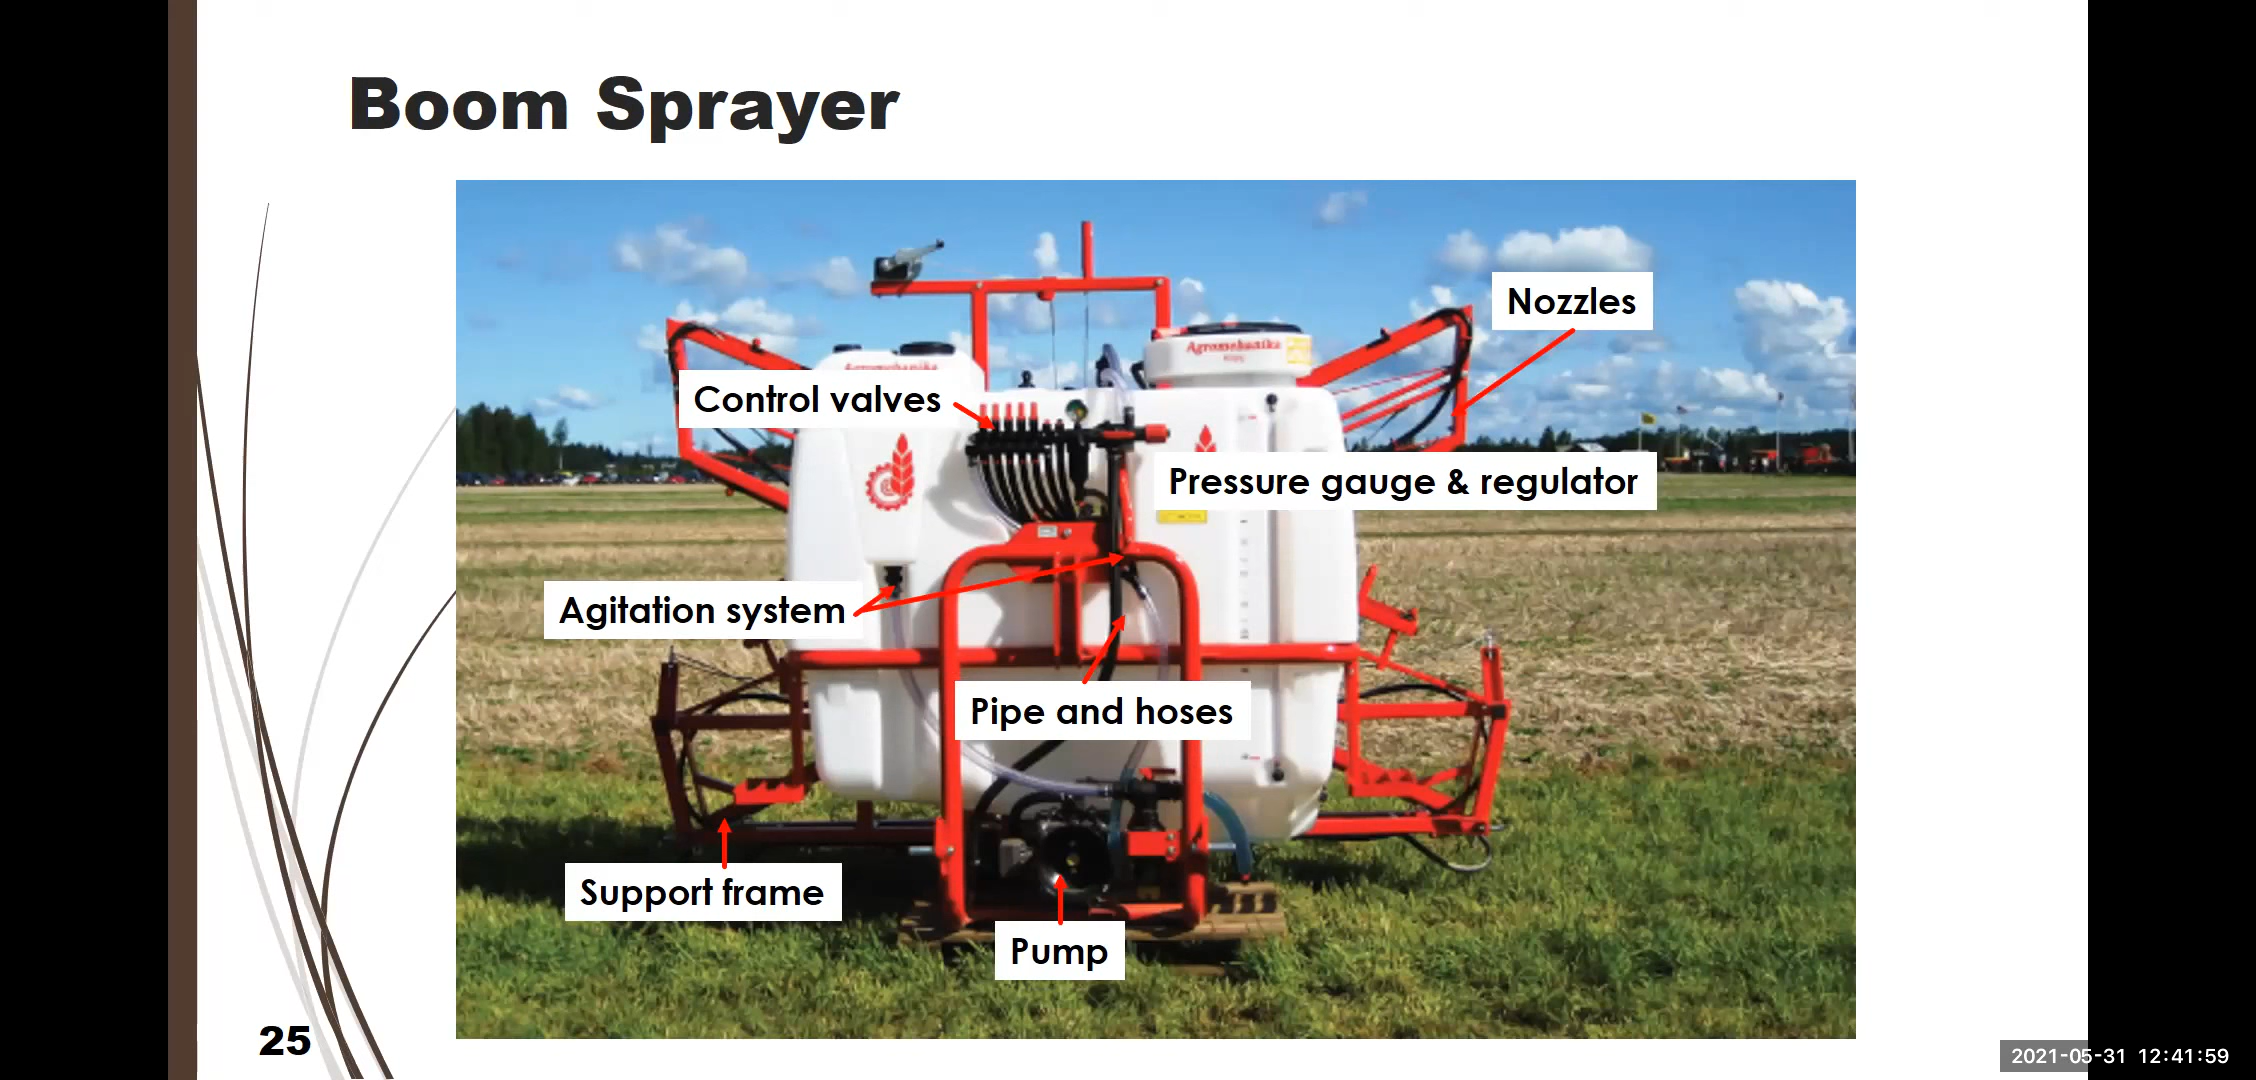 Boom Sprayer
Nozzles
Agromehanika
Control valves
Pressure gauge & regulator
Agitation system
Pipe and hoses
Support frame
Pump
25
2021-05-31 12:41:59